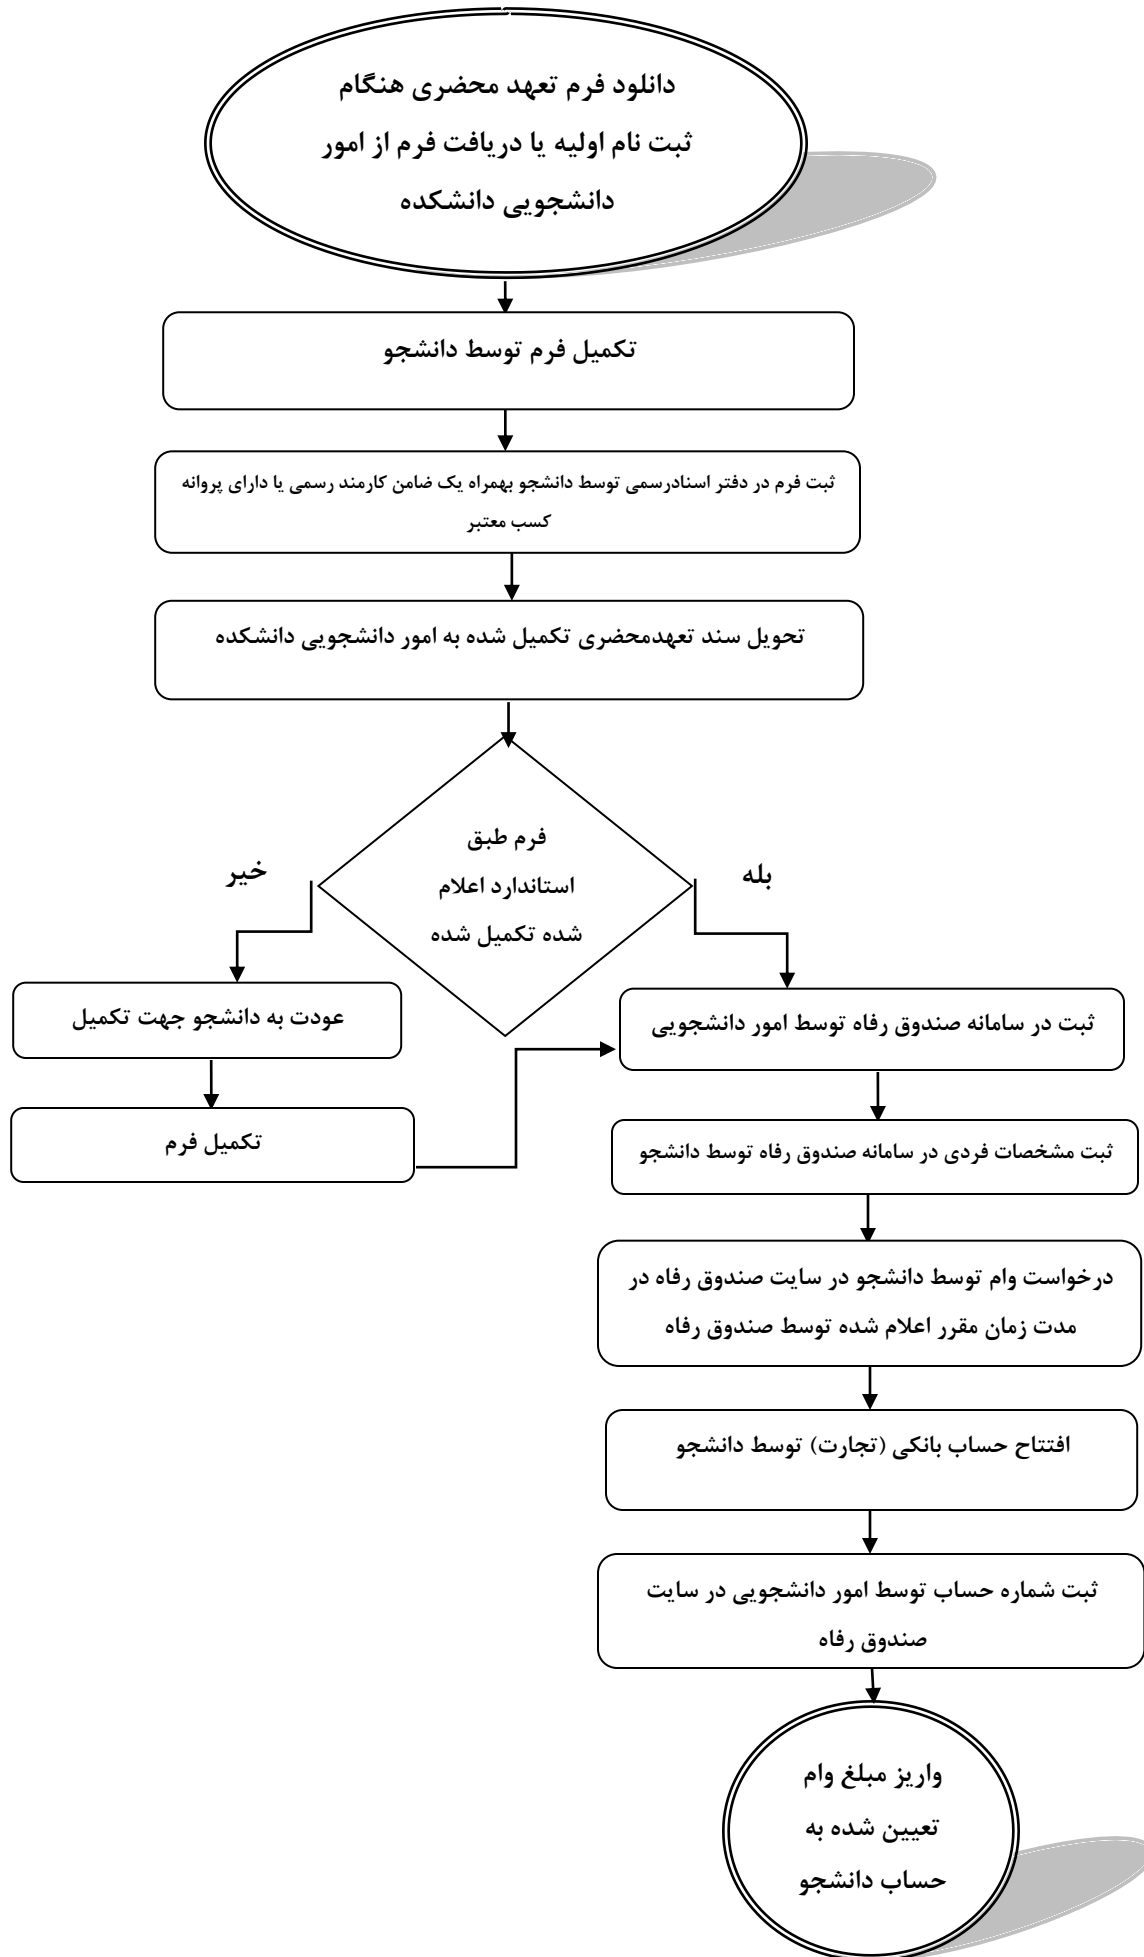 دانلود فرم تعهد محضری هنگام
ثبت نام اولیه یا دریافت فرم از امور
دانشجویی دانشکده
تکمیل فرم توسط دانشجو
ثبت فرم در دفتر اسنادرسمی توسط دانشجو بهمراه یک ضامن کارمند رسمی یا دارای پروانه
کسب معتبر
تحویل سند تعهدمحضری تکمیل شده به امور دانشجویی دانشکده
فرم طبق
استاندارد اعلام
شده تکمیل شده
بله
خیر
عودت به دانشجو جهت تکمیل
تکمیل فرم
ثبت در سامانه صندوق رفاه توسط امور دانشجویی
ثبت مشخصات فردی در سامانه صندوق رفاه توسط دانشجو
درخواست وام توسط دانشجو در سایت صندوق رفاه در
مدت زمان مقرر اعلام شده توسط صندوق رفاه
افتتاح حساب بانکی (تجارت) توسط دانشجو
ثبت شماره حساب توسط امور دانشجویی در سایت
صندوق رفاه
واریز مبلغ وام
تعیین شده به
حساب دانشجو